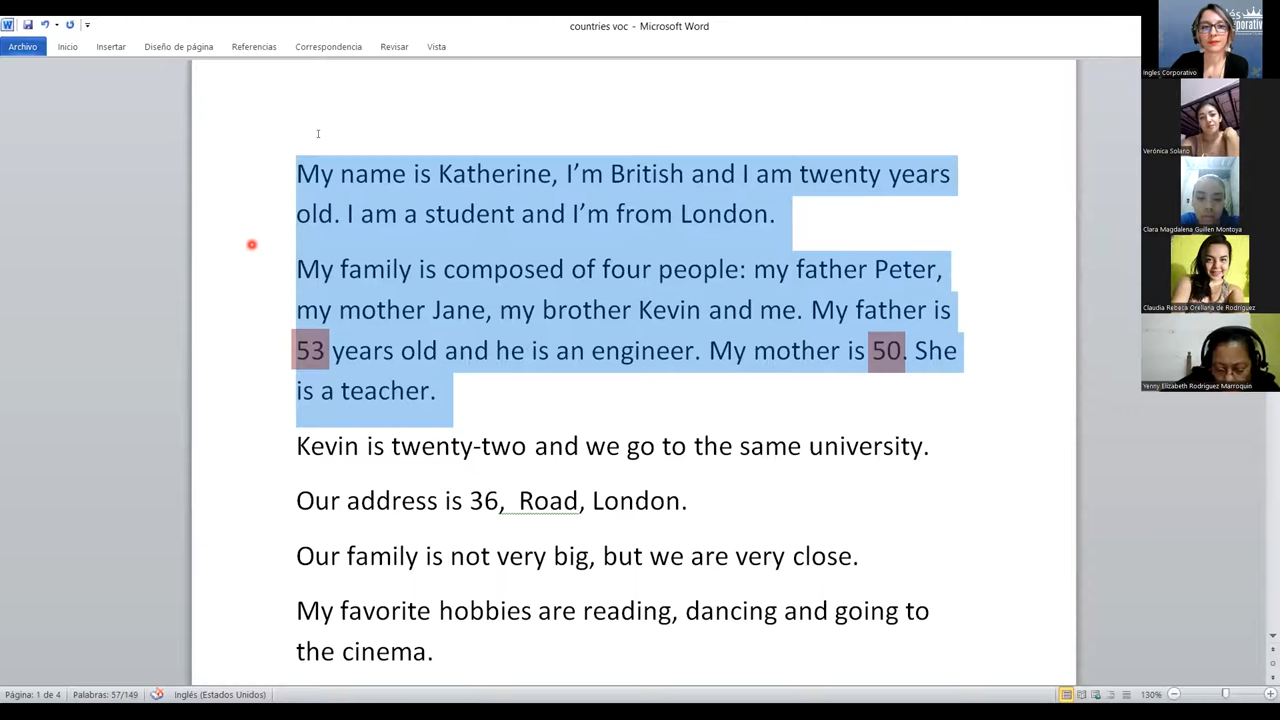 countries voc - Microsoft Word
Archivo Inicio Insertar Diseño de página Referencias Correspondencia Revisar Vista
My name is Katherine, I’m British and I am twenty years
old. I am a student and I’m from London.
My family is composed of four people: my father Peter,
my mother Jane, my brother Kevin and me. My father is
53 years old and he is an engineer. My mother is 50. She
is a teacher.
Kevin is twenty-two and we go to the same university.
Our address is 36,  Road, London.
Our family is not very big, but we are very close.
My favorite hobbies are reading, dancing and going to
the cinema.
Ingles Corporativo
Verónica Solano
Clara Magdalena Guillen Montoya
Claudia Rebeca Orellana de Rodriguez
Yenny Elizabeth Rodriguez Marroquin
Página: 1 de 4 Palabras: 57/149 Inglés (Estados Unidos) 130%